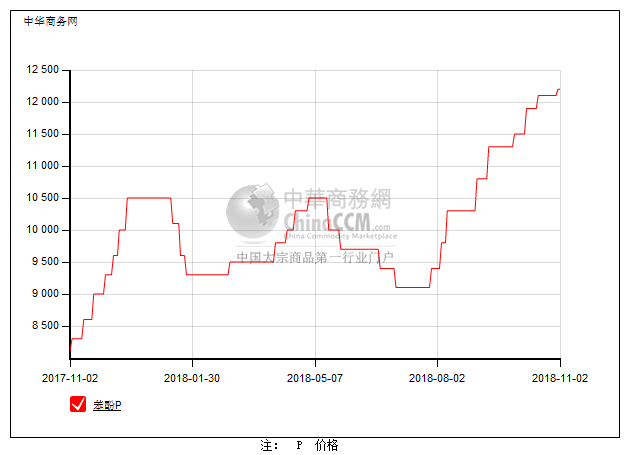 中华商务网
12 500
12 000
11 500
11 000
10 500
10 000
9 500
9 000
8 500
中華商務網
ChinaCCM.com
China Commodity Marketplace
中国大宗商品第一行业门户
2017-11-02
2018-01-30
2018-05-07
2018-08-02
2018-11-02
苯酚P
注： P 价格